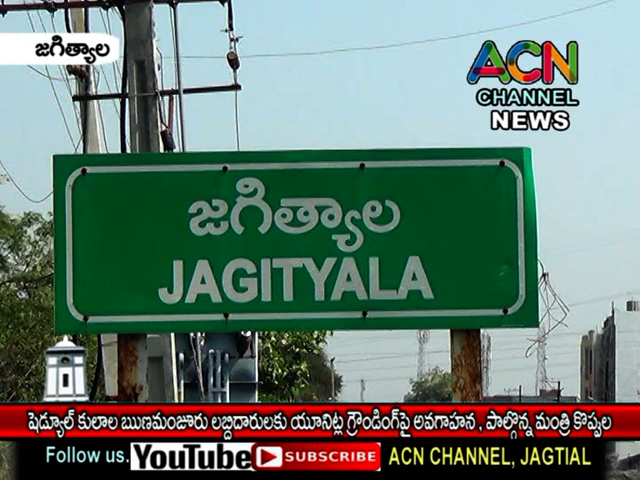 జగిత్యాల
ACN
CHANNEL
NEWS
జగిత్యాల
JAGITYALA
షెడ్యూల్ కులాల ఋణమంజూరు లబ్దిదారులకు యూనిట్ల గ్రౌండింగ్‌పై అవగాహన , పాల్గొన్న మంత్రి కొప్పుల
Follow us. YouTube SUBSCRIBE ACN CHANNEL, JAGTIAL